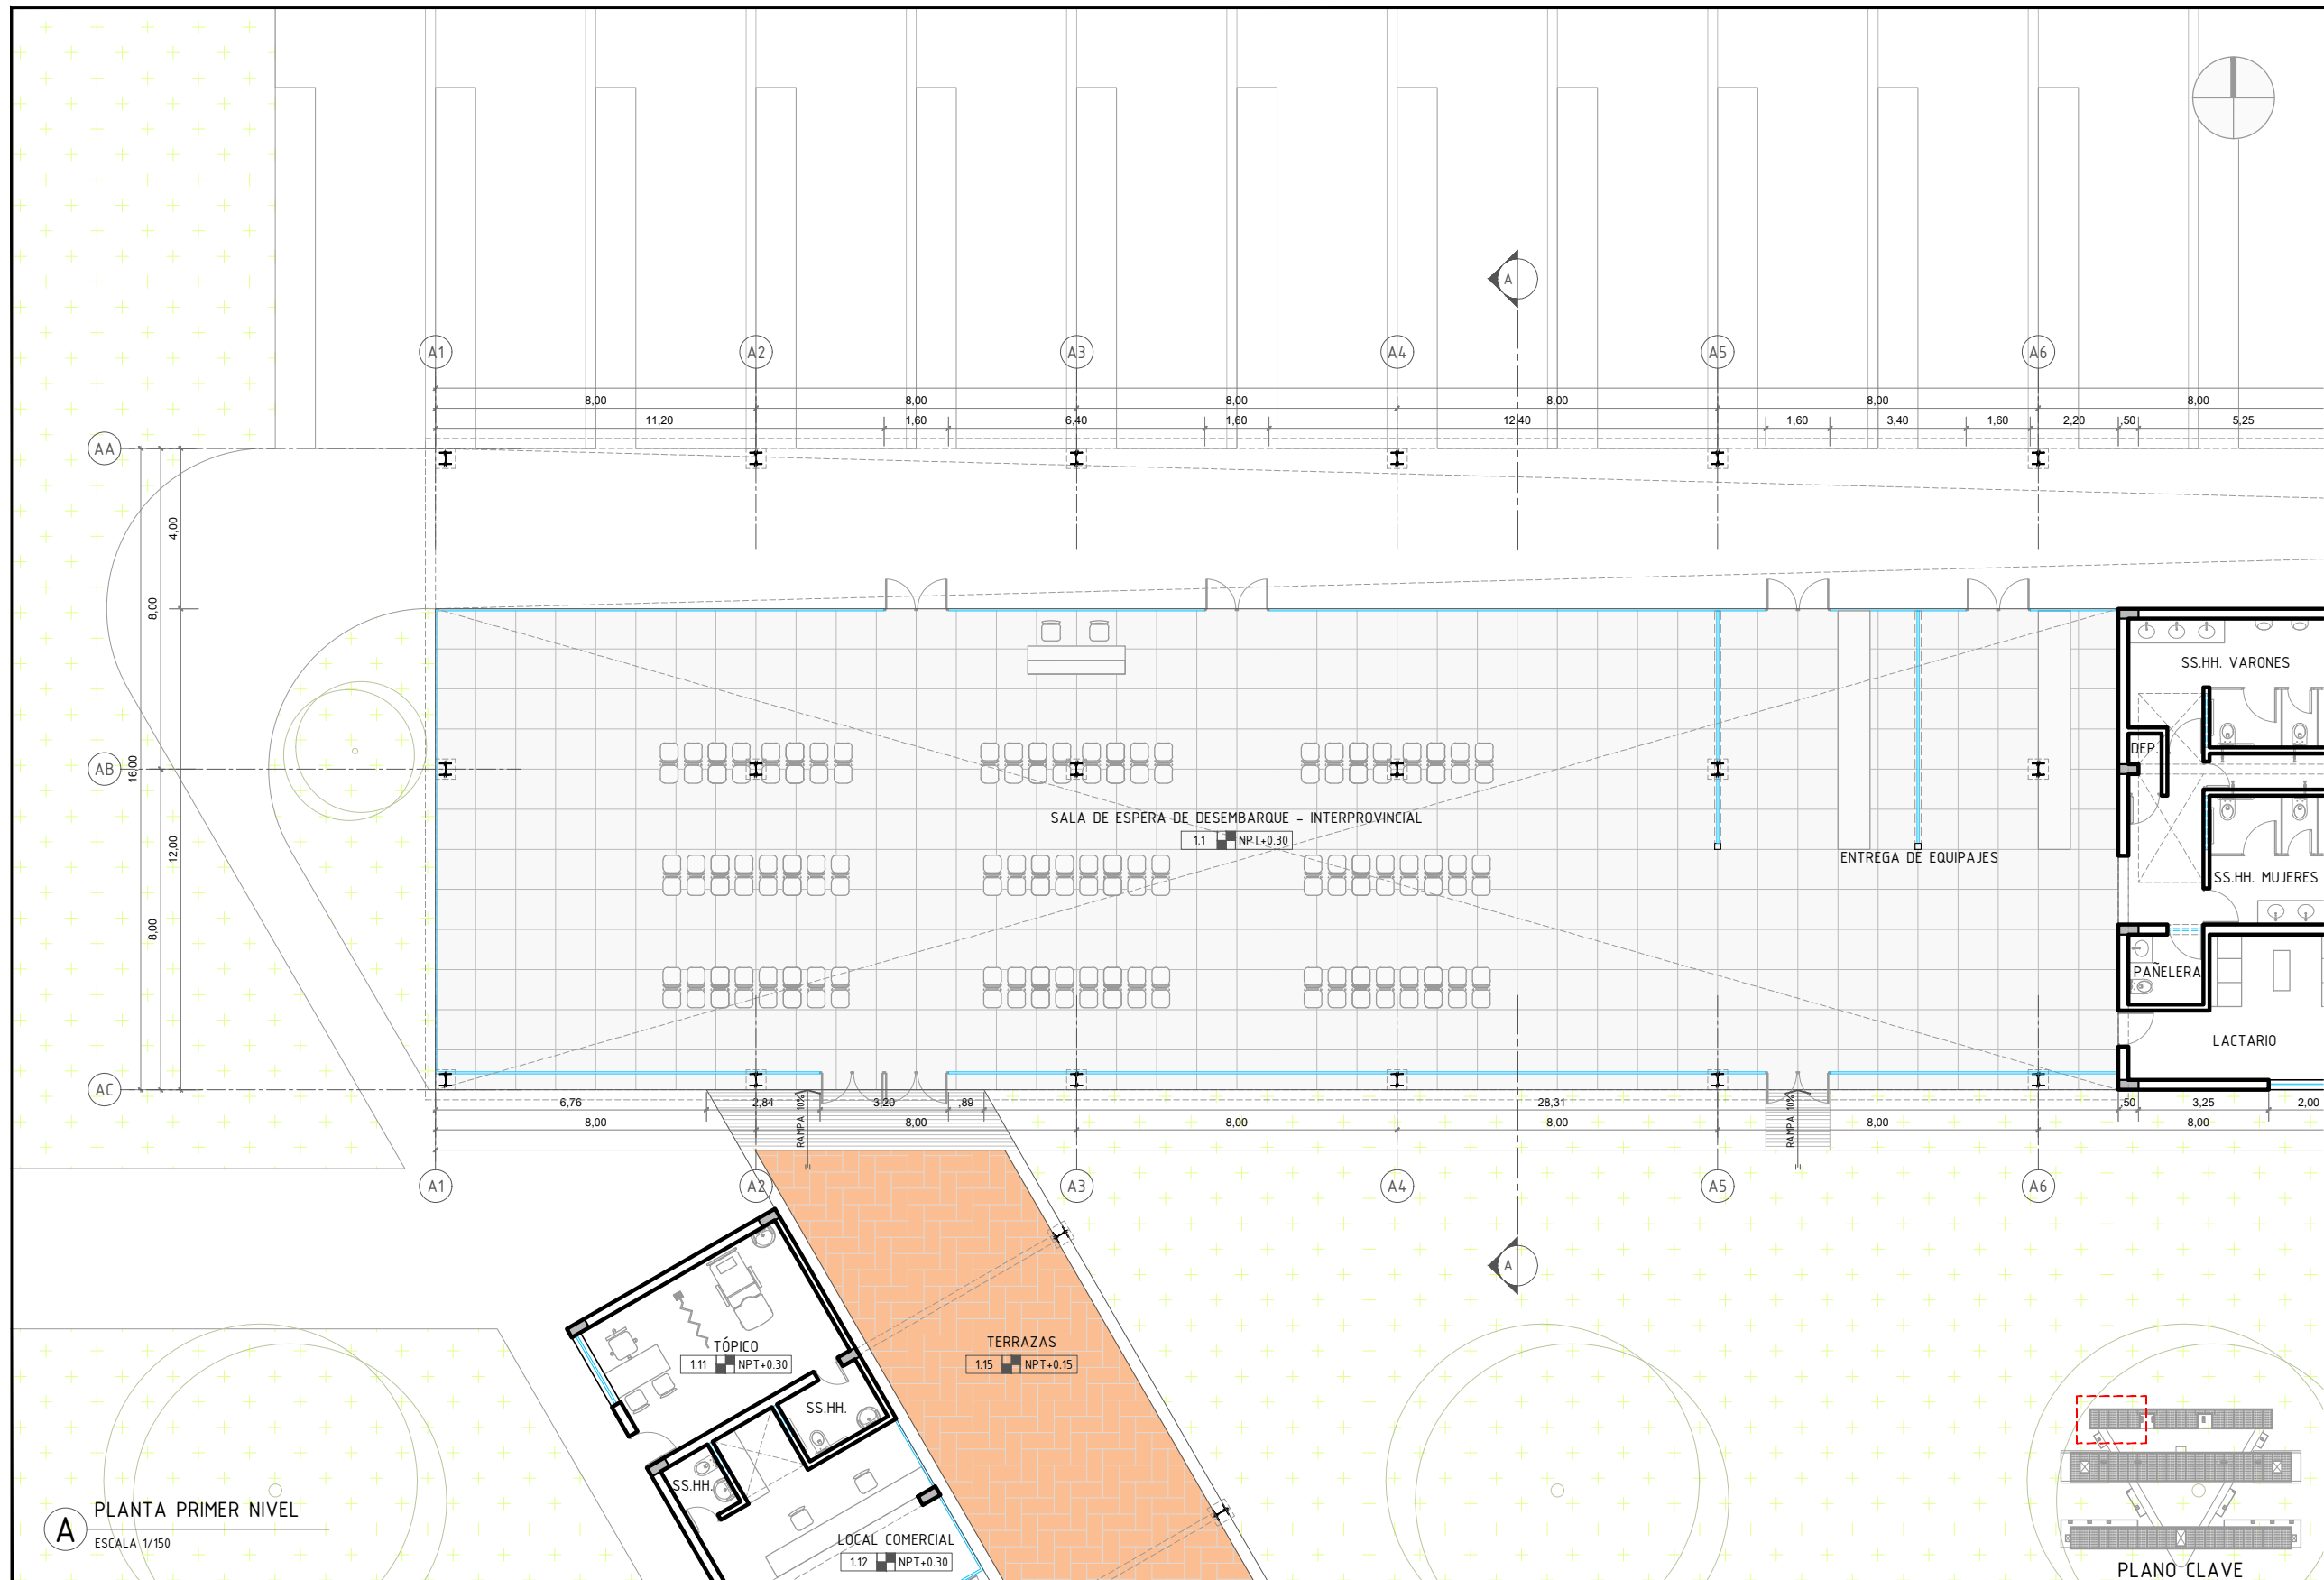 A
A1 A2 A3 A4 A5 A6
8,00 8,00 8,00 8,00 8,00 8,00
11,20 1,60 6,40 1,60 12,40 1,60 3,40 1,60 2,20 ,50 5,25
AA
4,00
8,00
SS.HH. VARONES
DEP.
AB
16,00
SALA DE ESPERA DE DESEMBARQUE - INTERPROVINCIAL
1.1 NPT+0.30
12,00
ENTREGA DE EQUIPAJES
SS.HH. MUJERES
8,00
PAÑELERA
LACTARIO
AC
6,76 2,84 3,20 ,89 28,31 ,50 3,25 2,00
RAMPA 10%
RAMPA 10%
8,00 8,00 8,00 8,00 8,00 8,00
A1 A2 A3 A4 A5 A6
A
TÓPICO
1.11 NPT+0.30
TERRAZAS
1.15 NPT+0.15
SS.HH.
SS.HH.
LOCAL COMERCIAL
1.12 NPT+0.30
A PLANTA PRIMER NIVEL
ESCALA 1/150
PLANO CLAVE